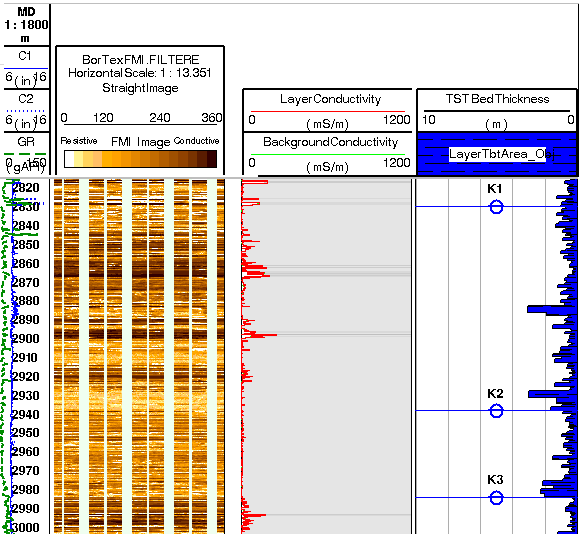 MD
1 : 1800
m
C1
6 (in) 16
C2
6 (in) 16
GR
0 (gAPI) 150
BorTexFMI.FILTERE
Horizontal Scale: 1 : 13.351
StraightImage
0 120 240 360
Resistive FMI Image Conductive
LayerConductivity
0 (mS/m) 1200
BackgroundConductivity
0 (mS/m) 1200
TST BedThickness
10 (m) 0
LayerTbtArea_Ob
2820
2830
2840
2850
2860
2870
2880
2890
2900
2910
2920
2930
2940
2950
2960
2970
2980
2990
3000
K1
K2
K3